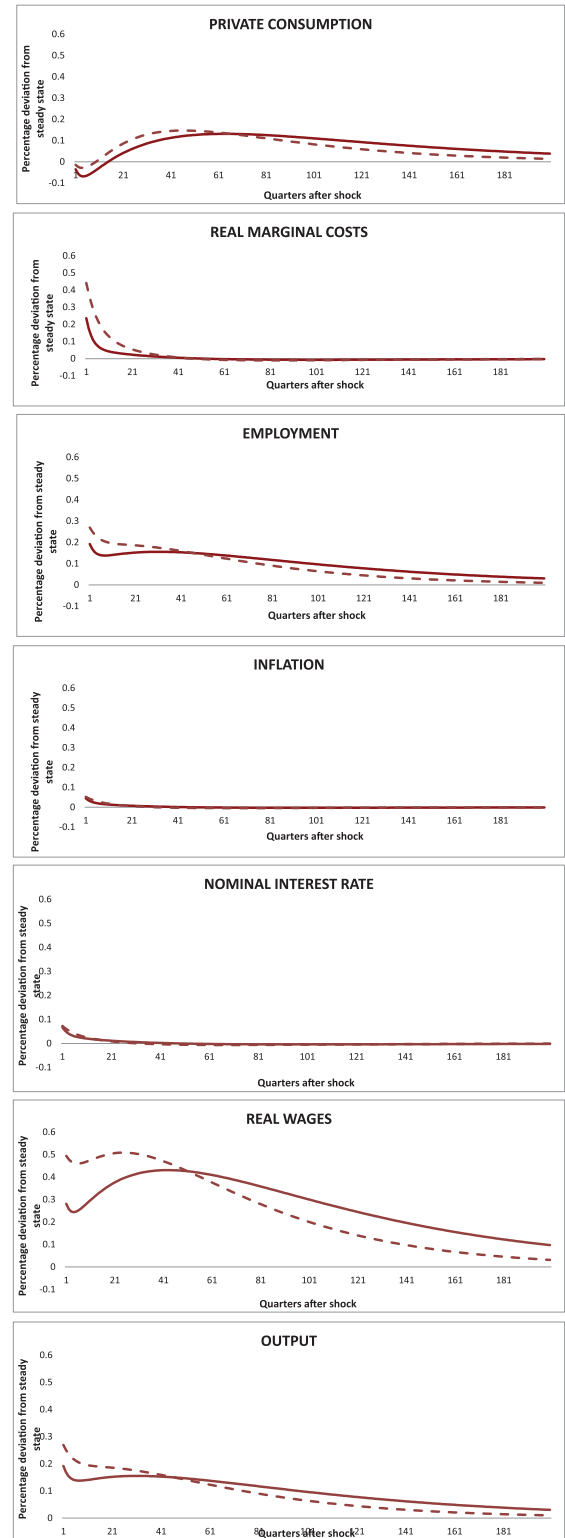 PRIVATE CONSUMPTION
Percentage deviation from
steady state
0.6
0.5
0.4
0.3
0.2
0.1
0
-0.1
1 21 41 61 81 101 121 141 161 181
Quarters after shock
REAL MARGINAL COSTS
Percentage deviation from
steady state
0.6
0.5
0.4
0.3
0.2
0.1
0
-0.1
1 21 41 61 81 101 121 141 161 181
Quarters after shock
EMPLOYMENT
Percentage deviation from steady
state
0.6
0.5
0.4
0.3
0.2
0.1
0
-0.1
1 21 41 61 81 101 121 141 161 181
Quarters after shock
INFLATION
Percentage deviation from steady
state
0.6
0.5
0.4
0.3
0.2
0.1
0
-0.1
1 21 41 61 81 101 121 141 161 181
Quarters after shock
NOMINAL INTEREST RATE
Percentage deviation from steady
state
0.6
0.5
0.4
0.3
0.2
0.1
0
-0.1
1 21 41 61 81 101 121 141 161 181
Quarters after shock
REAL WAGES
Percentage deviation from steady
state
0.6
0.5
0.4
0.3
0.2
0.1
0
-0.1
1 21 41 61 81 101 121 141 161 181
Quarters after shock
OUTPUT
Percentage deviation from steady
state
0.6
0.5
0.4
0.3
0.2
0.1
0
1 21 41 61 81 101 121 141 161 181
Quarters after shock